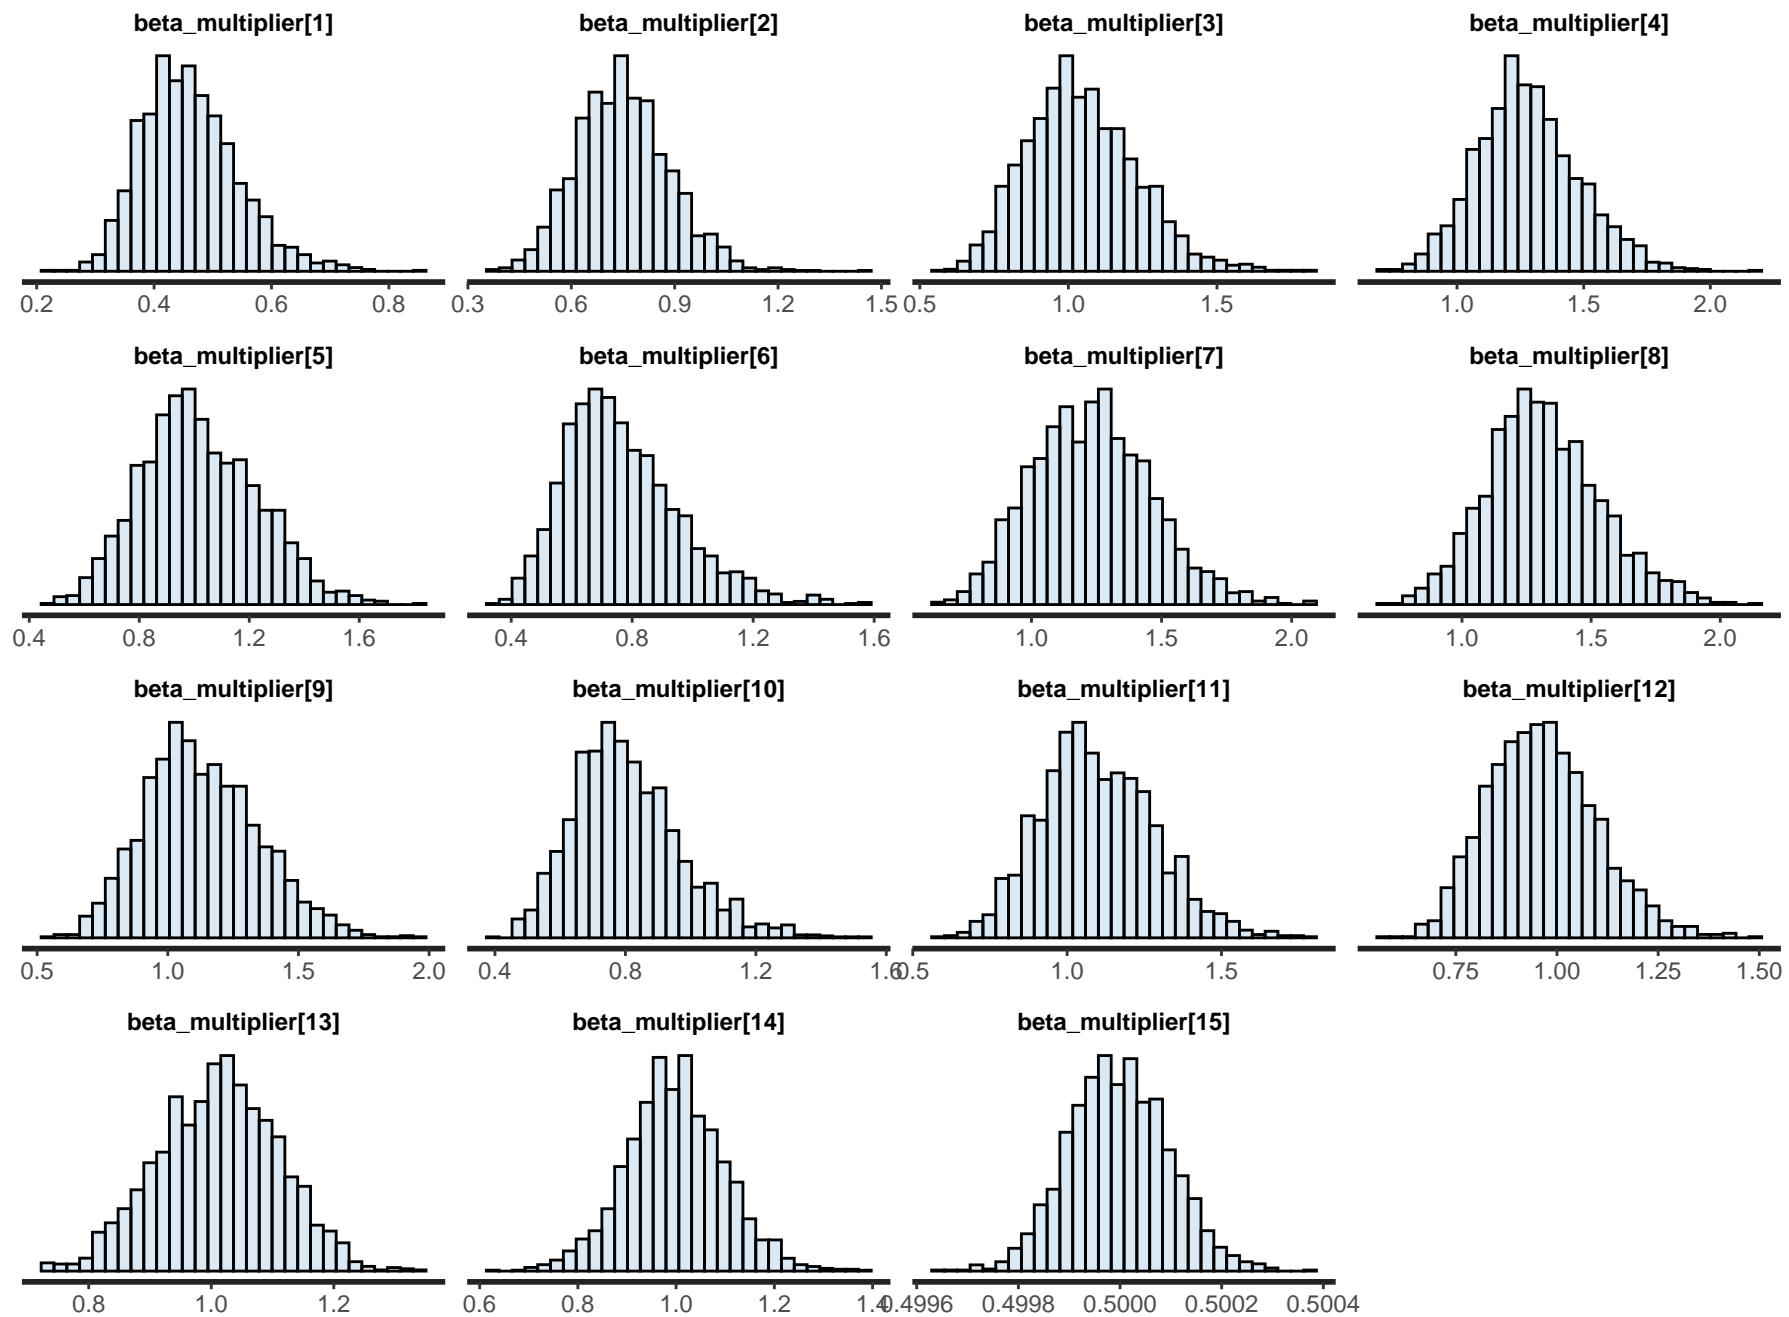 beta_multiplier[1] beta_multiplier[2] beta_multiplier[3] beta_multiplier[4]
0.2 0.4 0.6 0.8 0.3 0.6 0.9 1.2 1.5 0.5 1.0 1.5 1.0 1.5 2.0
beta_multiplier[5] beta_multiplier[6] beta_multiplier[7] beta_multiplier[8]
0.4 0.8 1.2 1.6 0.4 0.8 1.2 1.6 1.0 1.5 2.0 1.0 1.5 2.0
beta_multiplier[9] beta_multiplier[10] beta_multiplier[11] beta_multiplier[12]
0.5 1.0 1.5 2.0 0.4 0.8 1.2 1.6 0.5 1.0 1.5 0.75 1.00 1.25 1.50
beta_multiplier[13] beta_multiplier[14] beta_multiplier[15]
0.8 1.0 1.2 0.6 0.8 1.0 1.2 1.4 0.4996 0.4998 0.5000 0.5002 0.5004